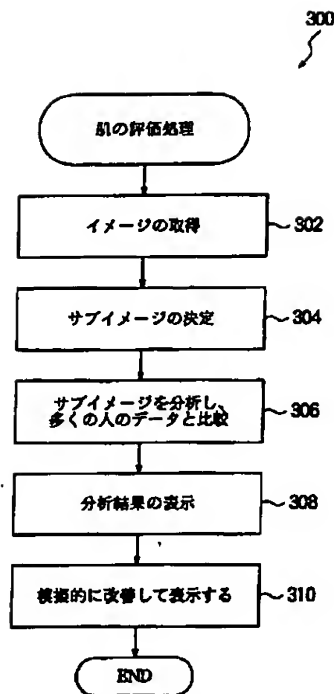 300
肌の評価処理
イメージの取得
302
サブイメージの決定
304
サブイメージを分析し、
多くの人のデータと比較
306
分析結果の表示
308
模擬的に改善して表示する
310
END